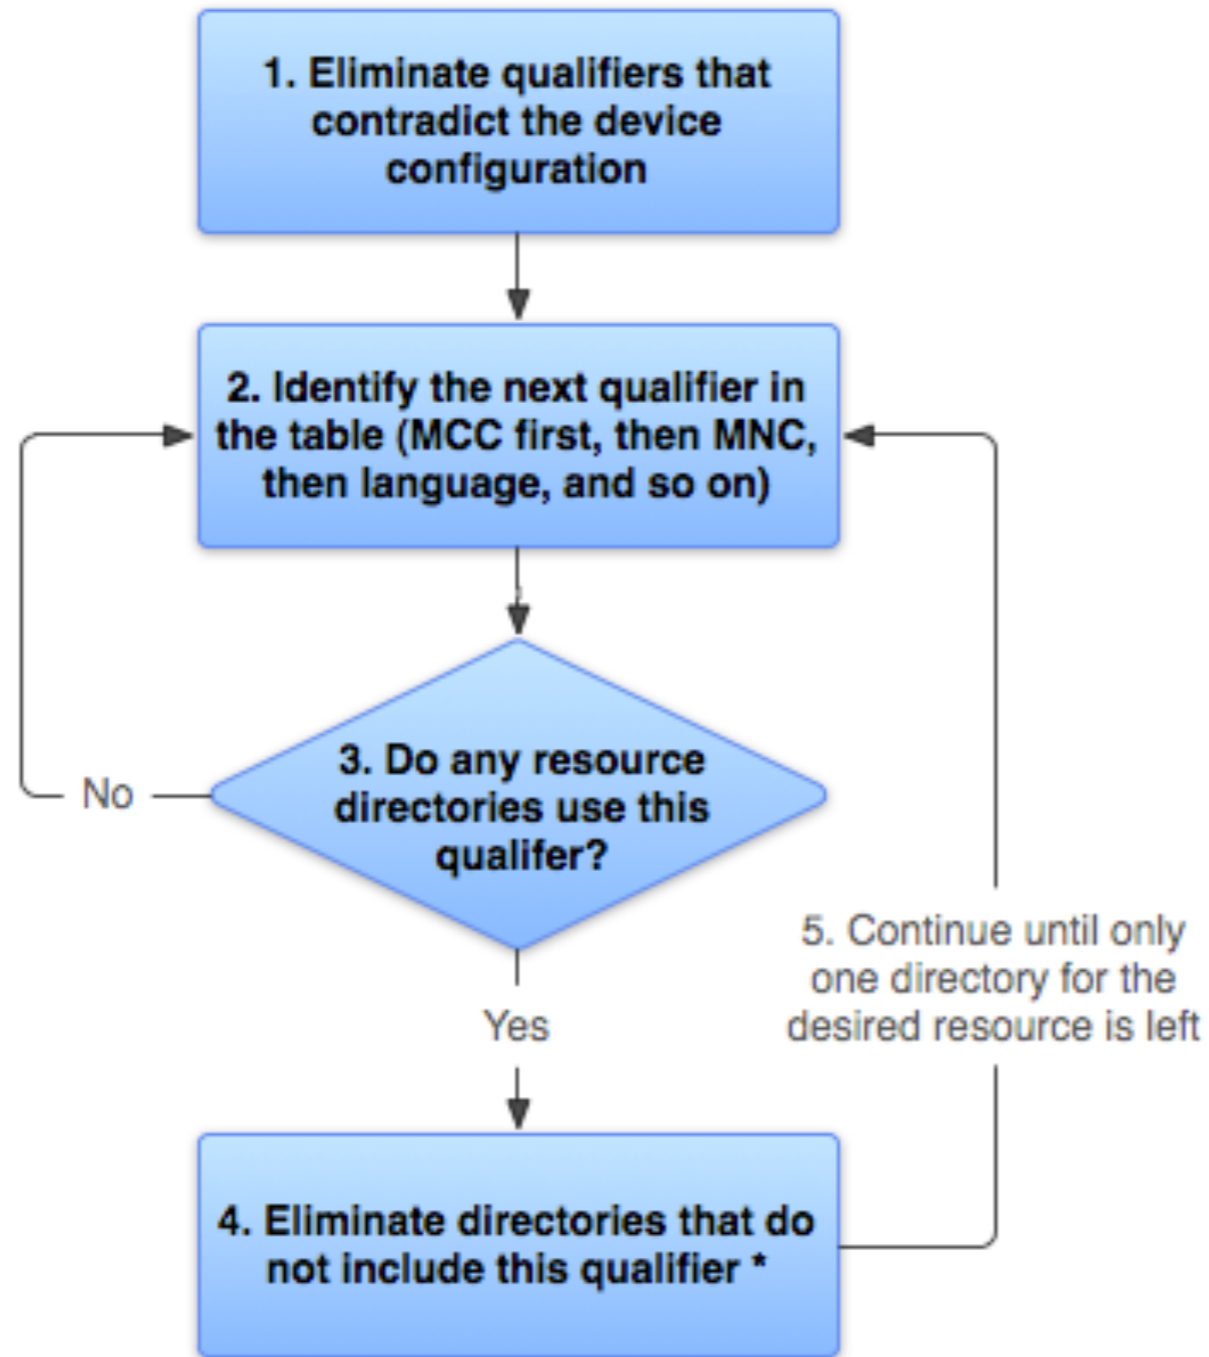 1. Eliminate qualifiers that
contradict the device
configuration
2. Identify the next qualifier in
the table (MCC first, then MNC,
then language, and so on)
3. Do any resource
directories use this
qualifer?
No
Yes
5. Continue until only
one directory for the
desired resource is left
4. Eliminate directories that do
not include this qualifier *